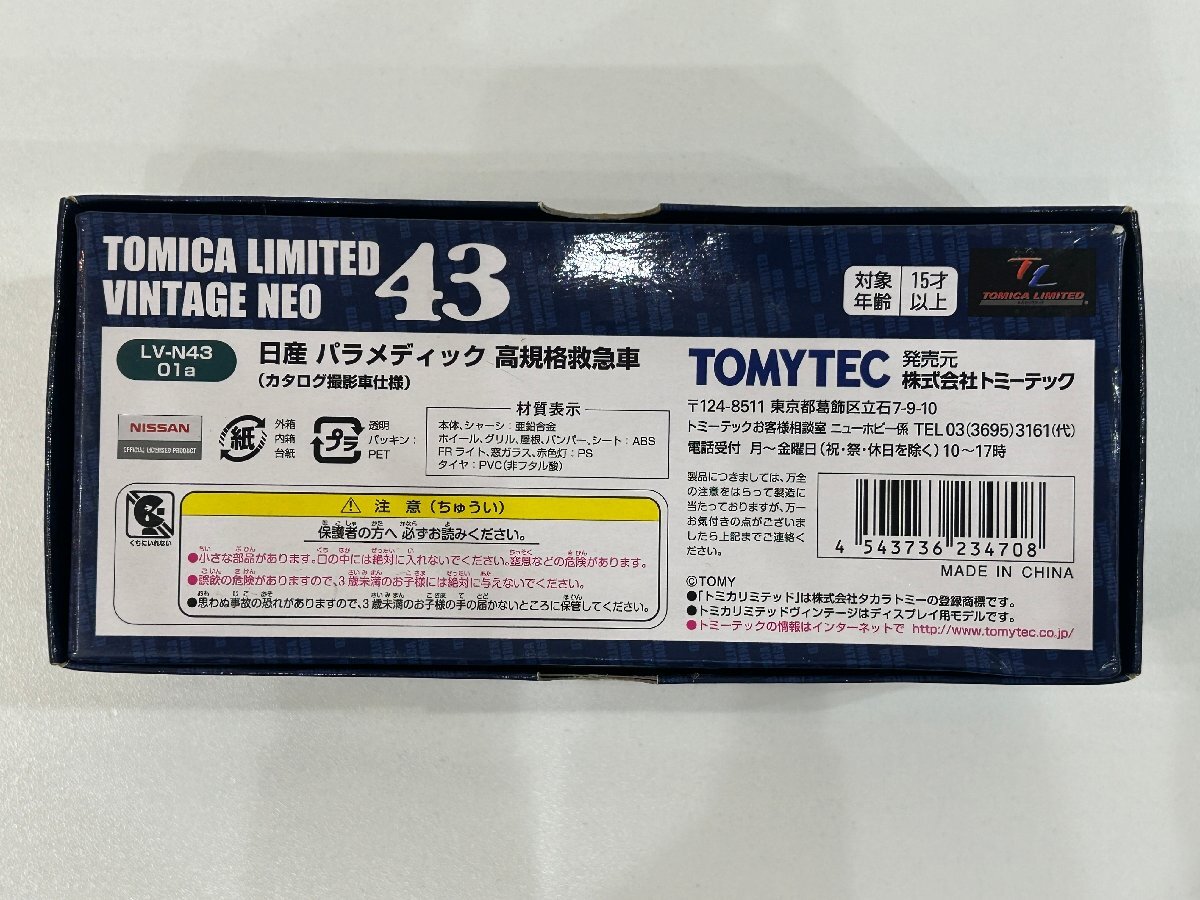 TOMICA LIMITED
VINTAGE NEO
43
対象
年齢
15才
以上
TL
TOMICA LIMITED
LV-N43
01a
日産 パラメディック 高規格救急車
(カタログ撮影車仕様)
NISSAN
OFFICIAL LICENSED PRODUCT
紙
外箱
内箱
台紙
プラ
透明
パッキン:
PET
材質表示
本体、シャーシ:亜鉛合金
ホイール、グリル、屋根、バンパー、シート:ABS
FRライト、窓ガラス、赤色灯:PS
タイヤ:PVC(非フタル酸)
くちにいれない
注 意(ちゅうい)
保護者の方へ 必ずお読みください。
●小さな部品があります。口の中には絶対に入れないでください。窒息などの危険があります。
●誤飲の危険がありますので、3歳未満のお子様には絶対に与えないでください。
●思わぬ事故の恐れがありますので、3歳未満のお子様の手の届かないところに保管してください。
TOMYTEC
発売元
株式会社トミーテック
〒124-8511 東京都葛飾区立石7-9-10
トミーテックお客様相談室 ニューホビー係 TEL 03(3695)3161(代)
電話受付 月~金曜日(祝・祭・休日を除く)10~17時
製品につきましては、万全
の注意をはらって製造に
当たっておりますが、万一
お気付きの点がございま
したら上記までご連絡く
ださい。
4 543736 234708
MADE IN CHINA
©TOMY
●「トミカリミテッド」は株式会社タカラトミーの登録商標です。
●トミカリミテッドヴィンテージはディスプレイ用モデルです。
●トミーテックの情報はインターネットで http://www.tomytec.co.jp/